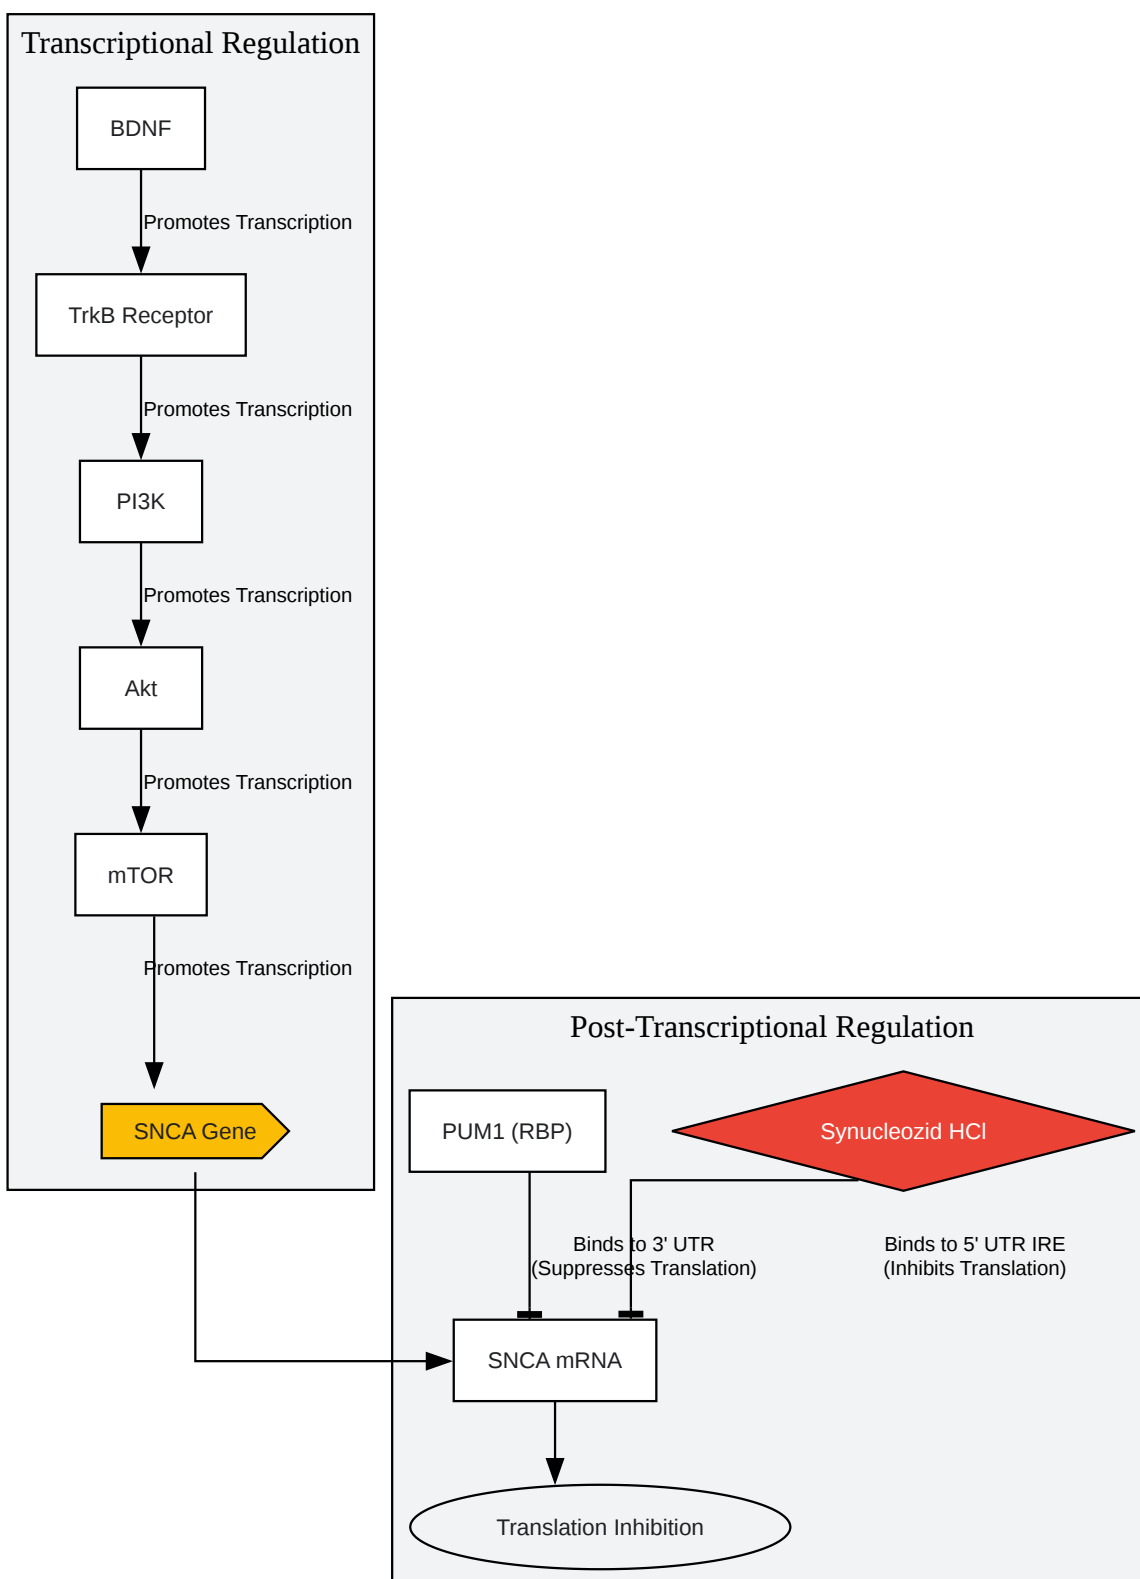 Transcriptional Regulation
BDNF
Promotes Transcription
TrkB Receptor
Promotes Transcription
PI3K
Promotes Transcription
Akt
Promotes Transcription
mTOR
Promotes Transcription
SNCA Gene
Post-Transcriptional Regulation
PUM1 (RBP)
Synucleozid HCl
Binds to 3' UTR
(Suppresses Translation)
Binds to 5' UTR IRE
(Inhibits Translation)
SNCA mRNA
Translation Inhibition